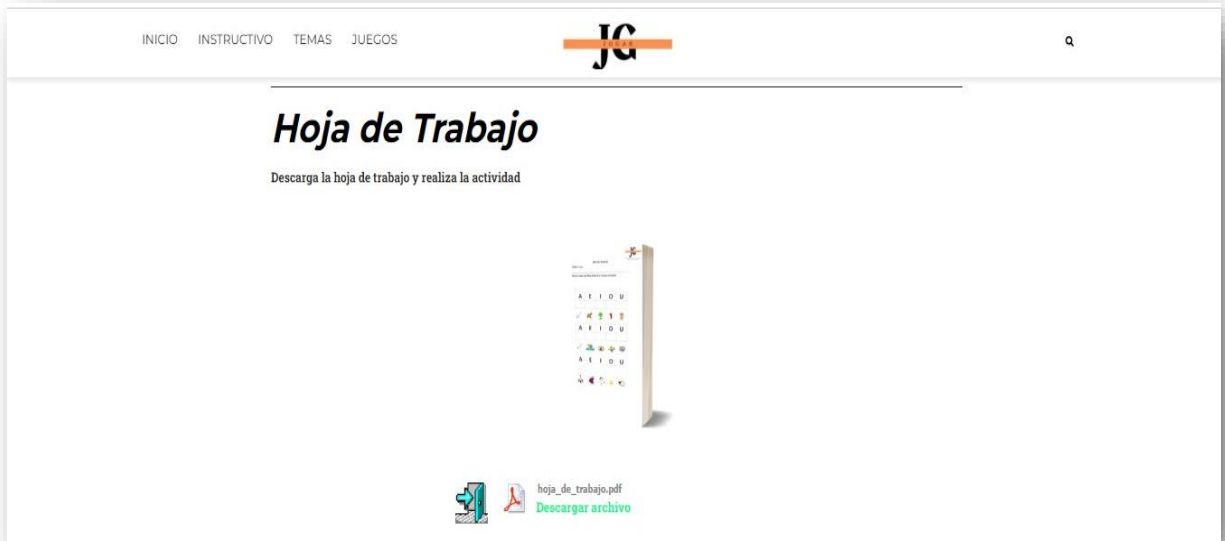 INICIO INSTRUCTIVO TEMAS JUEGOS
JG
JUGAR
Hoja de Trabajo
Descarga la hoja de trabajo y realiza la actividad
A E I O U
A E I O U
A E I O U
hoja_de_trabajo.pdf
Descargar archivo